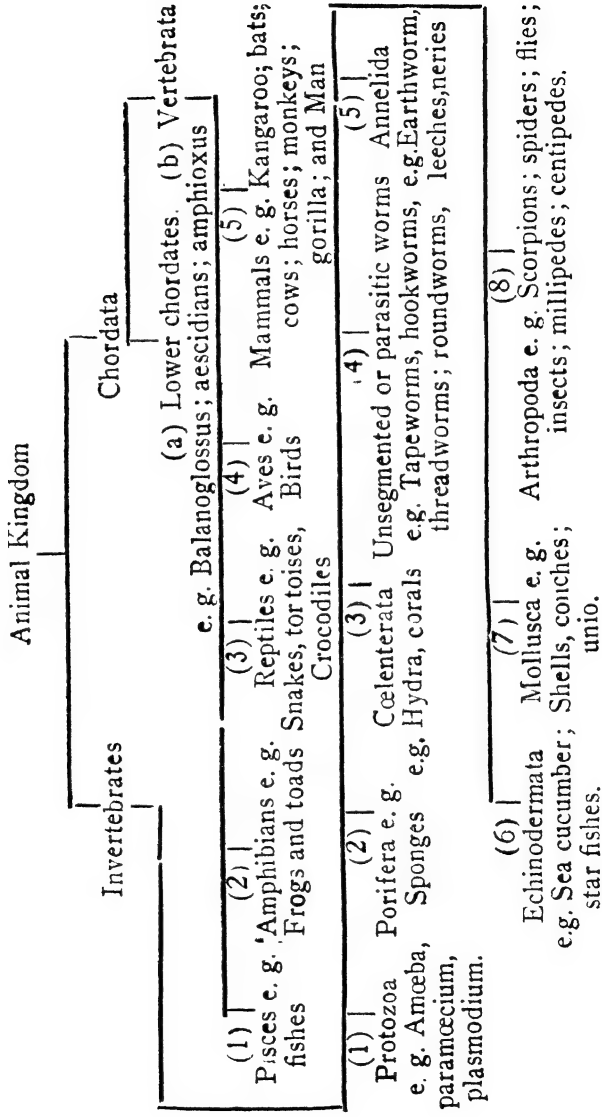 Animal Kingdom
Invertebrates Chordata
(a) Lower chordates. (b) Vertebrata
e. g. Balanoglossus ; aescidians ; amphioxus
(1) (2) (3) (4) (5)
Pisces e. g. Amphibians e. g. Reptiles e. g. Aves e. g. Mammals e. g. Kangaroo; bats;
fishes Frogs and toads Snakes, tortoises, Birds cows ; horses ; monkeys ;
Crocodiles gorilla ; and Man
(1) (2) (3) (4) (5)
Protozoa Porifera e. g. Cœlenterata Unsegmented or parasitic worms Annelida
e. g. Amœba, Sponges e.g. Hydra, corals e. g. Tapeworms, hookworms, e.g. Earthworm,
paramœcium, threadworms ; roundworms, leeches,neries
plasmodium.
(6) (7) (8)
Echinodermata Mollusca e. g. Arthropoda e. g. Scorpions ; spiders ; flies ;
e.g. Sea cucumber ; Shells, conches ; insects ; millipedes ; centipedes.
star fishes. unio.